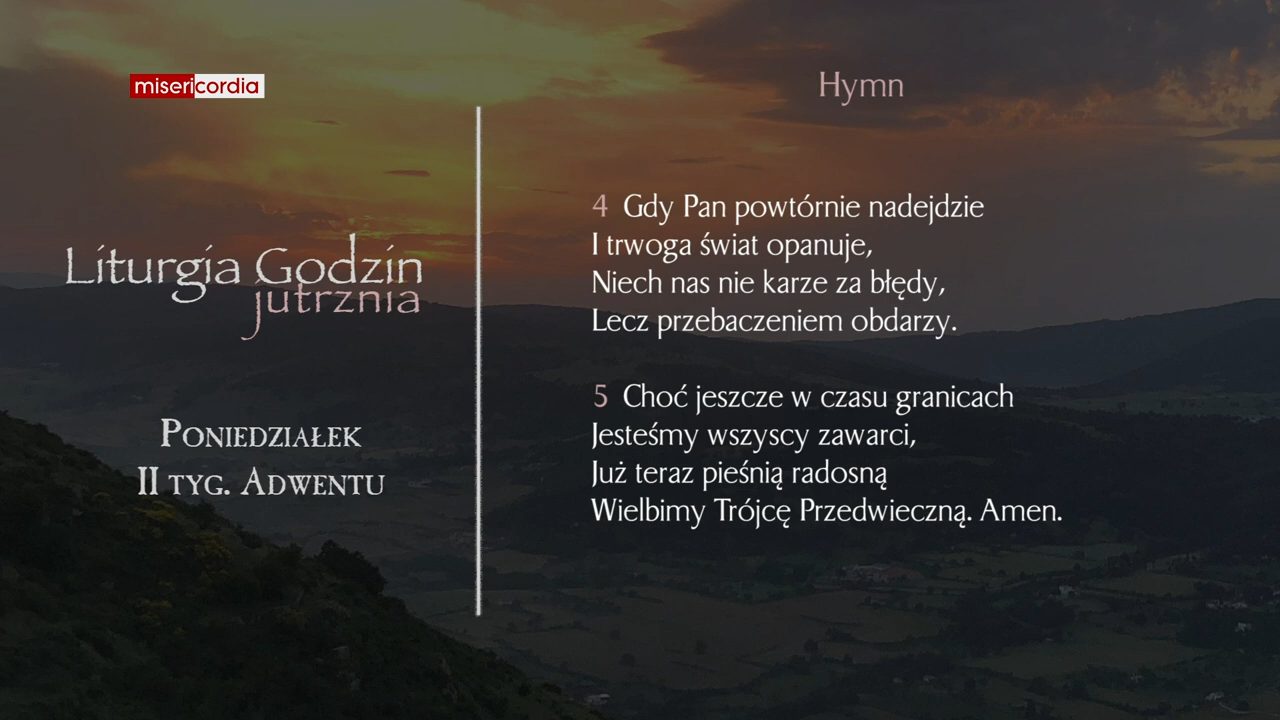 misericordia
Liturgia Godzin
jutrznia
Poniedziałek
II tyg. Adwentu
Hymn
4 Gdy Pan powtórnie nadejdzie
I trwoga świat opanuje,
Niech nas nie karze za błędy,
Lecz przebaczeniem obdarzy.
5 Choć jeszcze w czasu granicach
Jesteśmy wszyscy zawarci,
Już teraz pieśnią radosną
Wielbimy Trójcę Przedwieczną. Amen.